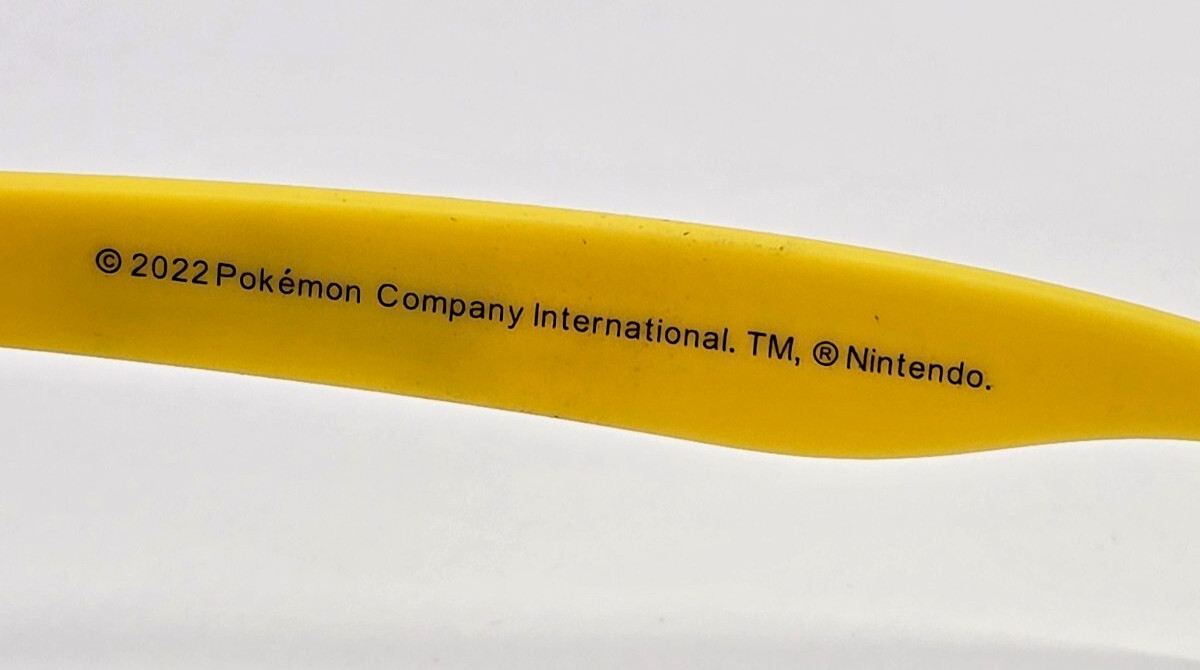 © 2022 Pokémon Company International. TM, ® Nintendo.